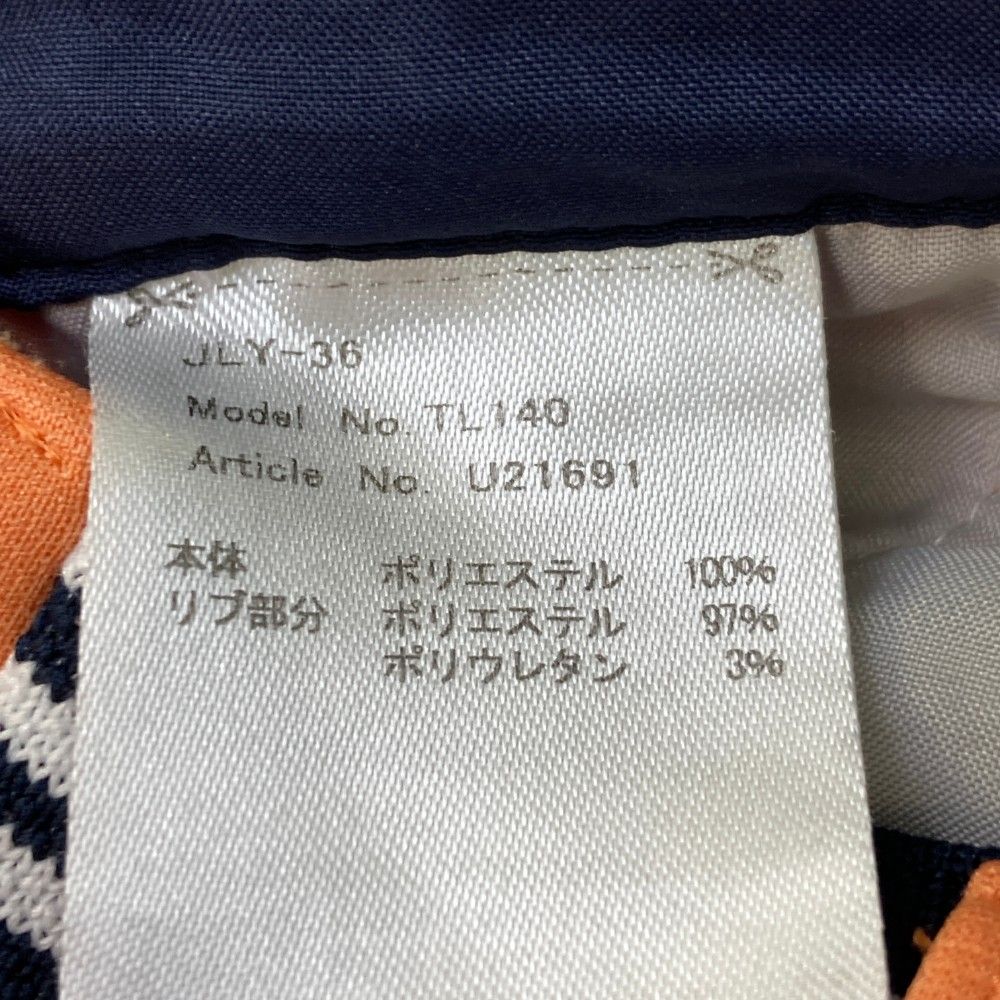 JLY-36
Model No. TL140
Article No. U21691
本体 ポリエステル 100%
リブ部分 ポリエステル 97%
ポリウレタン 3%